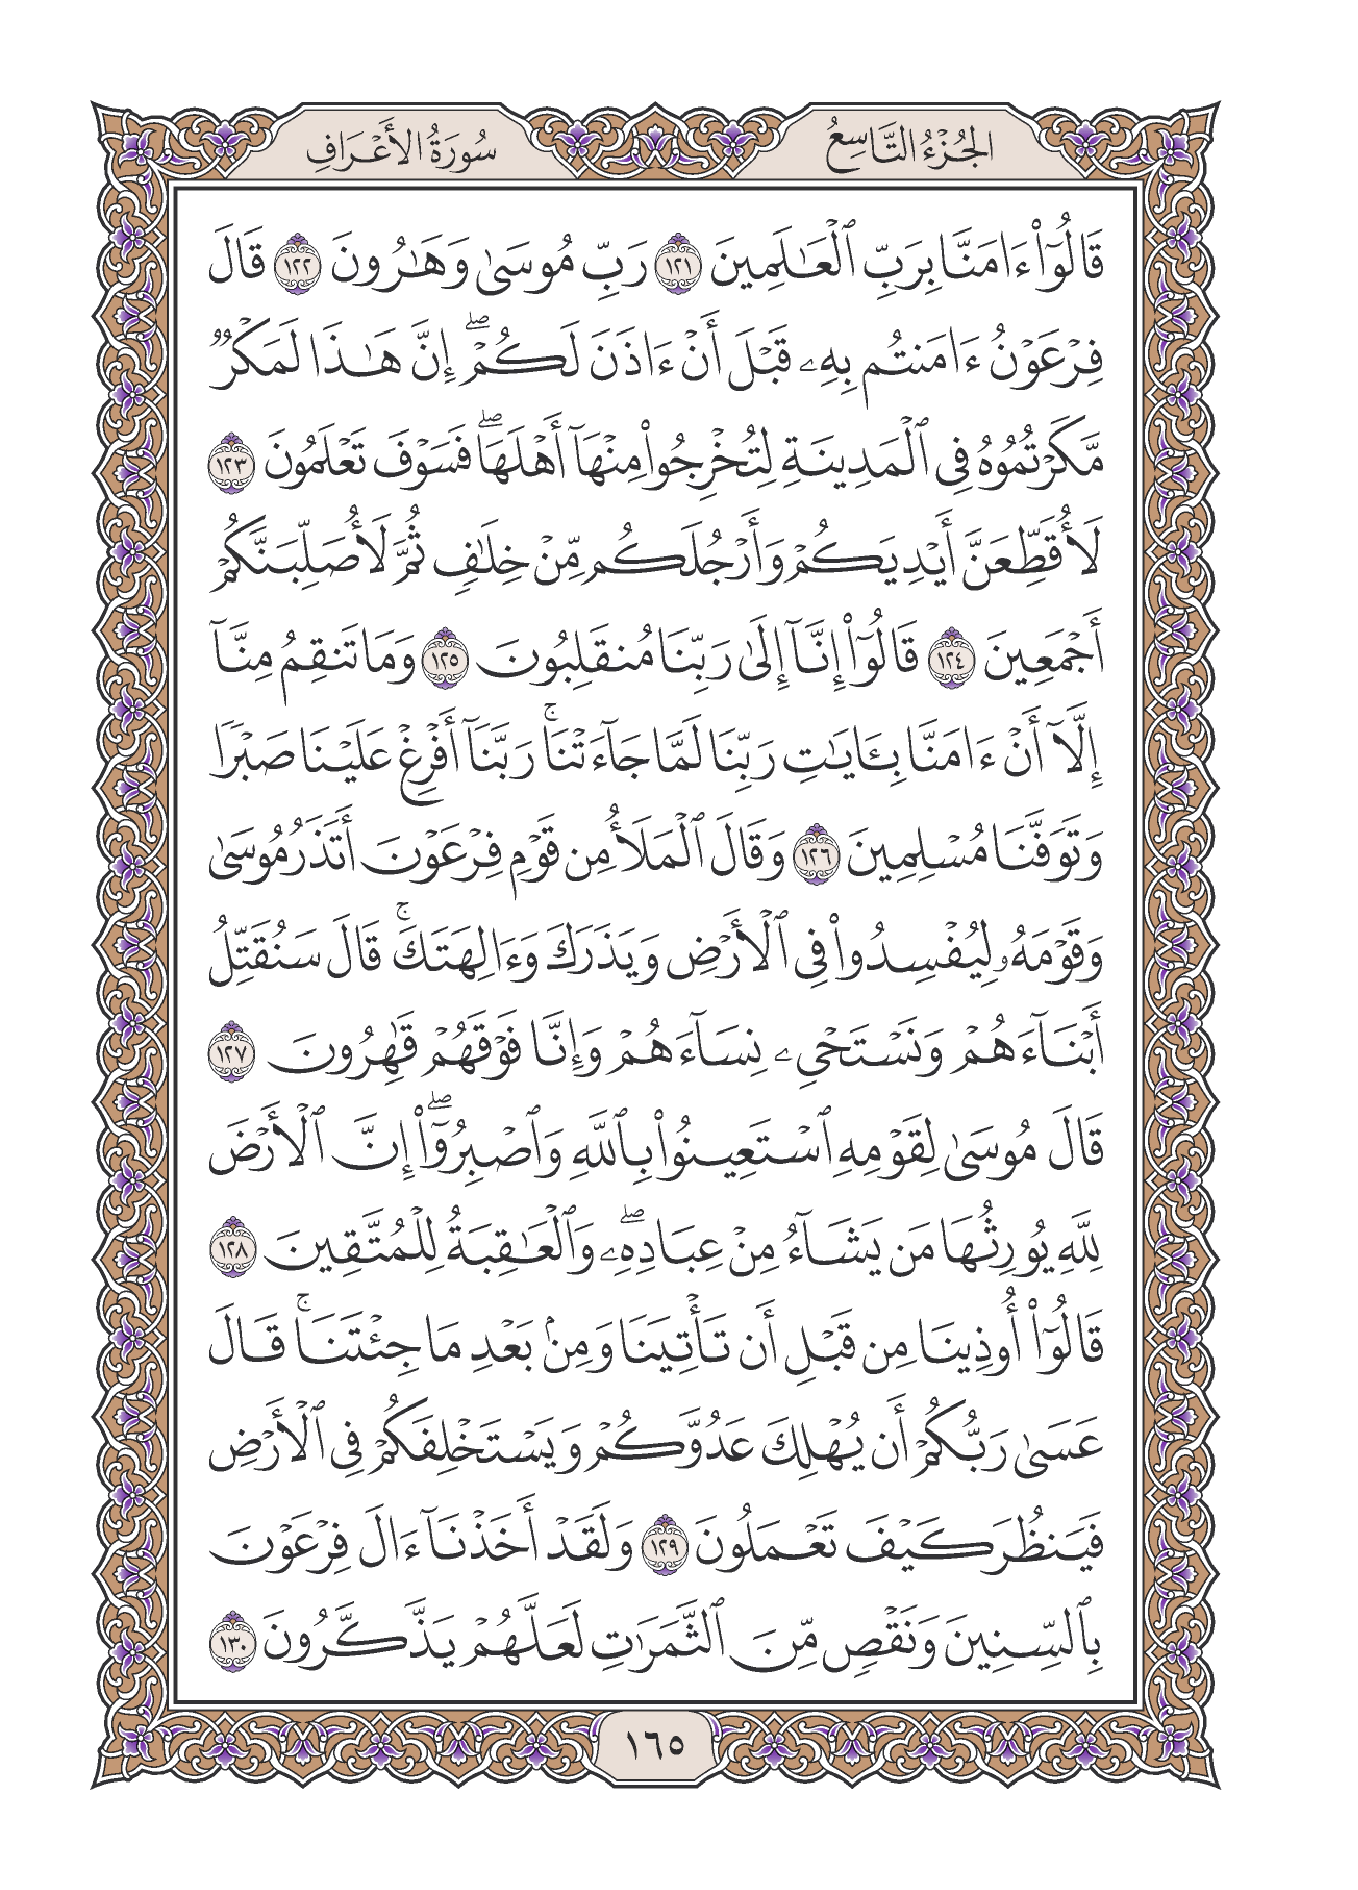 الجُزْءُ التَّاسِعُ
سُورَةُ الأَعْرَافِ
قَالُوٓاْ ءَامَنَّا بِرَبِّ ٱلْعَٰلَمِينَ ١٢١ رَبِّ مُوسَىٰ وَهَٰرُونَ ١٢٢ قَالَ
فِرْعَوْنُ ءَامَنتُم بِهِۦ قَبْلَ أَنْ ءَاذَنَ لَكُمْۖ إِنَّ هَٰذَا لَمَكْرٌ
مَّكَرْتُمُوهُ فِى ٱلْمَدِينَةِ لِتُخْرِجُواْ مِنْهَآ أَهْلَهَاۖ فَسَوْفَ تَعْلَمُونَ ١٢٣
لَأُقَطِّعَنَّ أَيْدِيَكُمْ وَأَرْجُلَكُم مِّنْ خِلَٰفٍ ثُمَّ لَأُصَلِّبَنَّكُمْ
أَجْمَعِينَ ١٢٤ قَالُوٓاْ إِنَّآ إِلَىٰ رَبِّنَا مُنقَلِبُونَ ١٢٥ وَمَا تَنقِمُ مِنَّآ
إِلَّآ أَنْ ءَامَنَّا بِـَٔايَٰتِ رَبِّنَا لَمَّا جَآءَتْنَاۚ رَبَّنَآ أَفْرِغْ عَلَيْنَا صَبْرًا
وَتَوَفَّنَا مُسْلِمِينَ ١٢٦ وَقَالَ ٱلْمَلَأُ مِن قَوْمِ فِرْعَوْنَ أَتَذَرُ مُوسَىٰ
وَقَوْمَهُۥ لِيُفْسِدُواْ فِى ٱلْأَرْضِ وَيَذَرَكَ وَءَالِهَتَكَۚ قَالَ سَنُقَتِّلُ
أَبْنَآءَهُمْ وَنَسْتَحْىِۦ نِسَآءَهُمْ وَإِنَّا فَوْقَهُمْ قَٰهِرُونَ ١٢٧
قَالَ مُوسَىٰ لِقَوْمِهِ ٱسْتَعِينُواْ بِٱللَّهِ وَٱصْبِرُوٓاْۖ إِنَّ ٱلْأَرْضَ
لِلَّهِ يُورِثُهَا مَن يَشَآءُ مِنْ عِبَادِهِۦۖ وَٱلْعَٰقِبَةُ لِلْمُتَّقِينَ ١٢٨
قَالُوٓاْ أُوذِينَا مِن قَبْلِ أَن تَأْتِيَنَا وَمِنۢ بَعْدِ مَا جِئْتَنَاۚ قَالَ
عَسَىٰ رَبُّكُمْ أَن يُهْلِكَ عَدُوَّكُمْ وَيَسْتَخْلِفَكُمْ فِى ٱلْأَرْضِ
فَيَنظُرَ كَيْفَ تَعْمَلُونَ ١٢٩ وَلَقَدْ أَخَذْنَآ ءَالَ فِرْعَوْنَ
بِٱلسِّنِينَ وَنَقْصٍ مِّنَ ٱلثَّمَرَٰتِ لَعَلَّهُمْ يَذَّكَّرُونَ ١٣٠
١٦٥